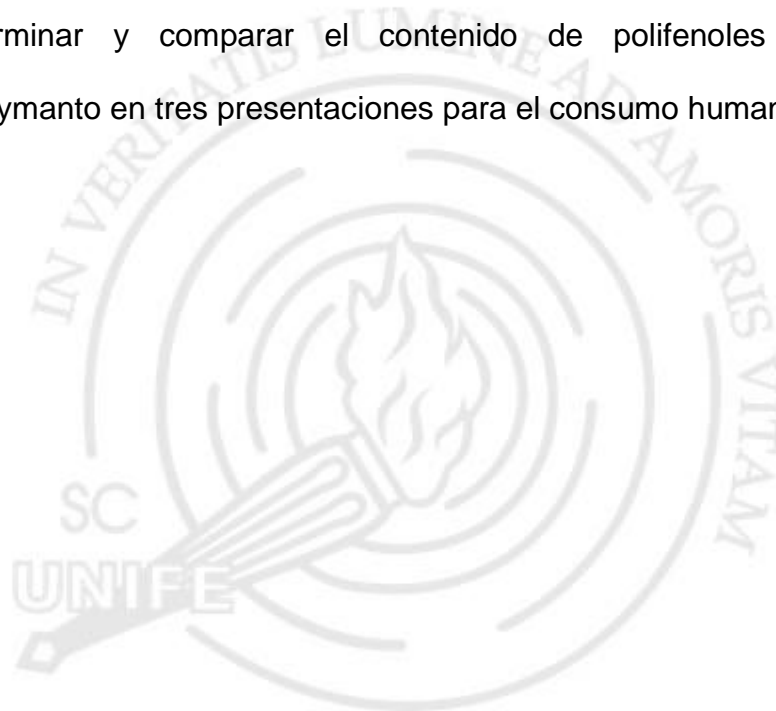 rminar y comparar el contenido de polifenoles
ymanto en tres presentaciones para el consumo humar
IN VERITATIS LUMINE AD AMORIS VITAM
SC
UNIFE